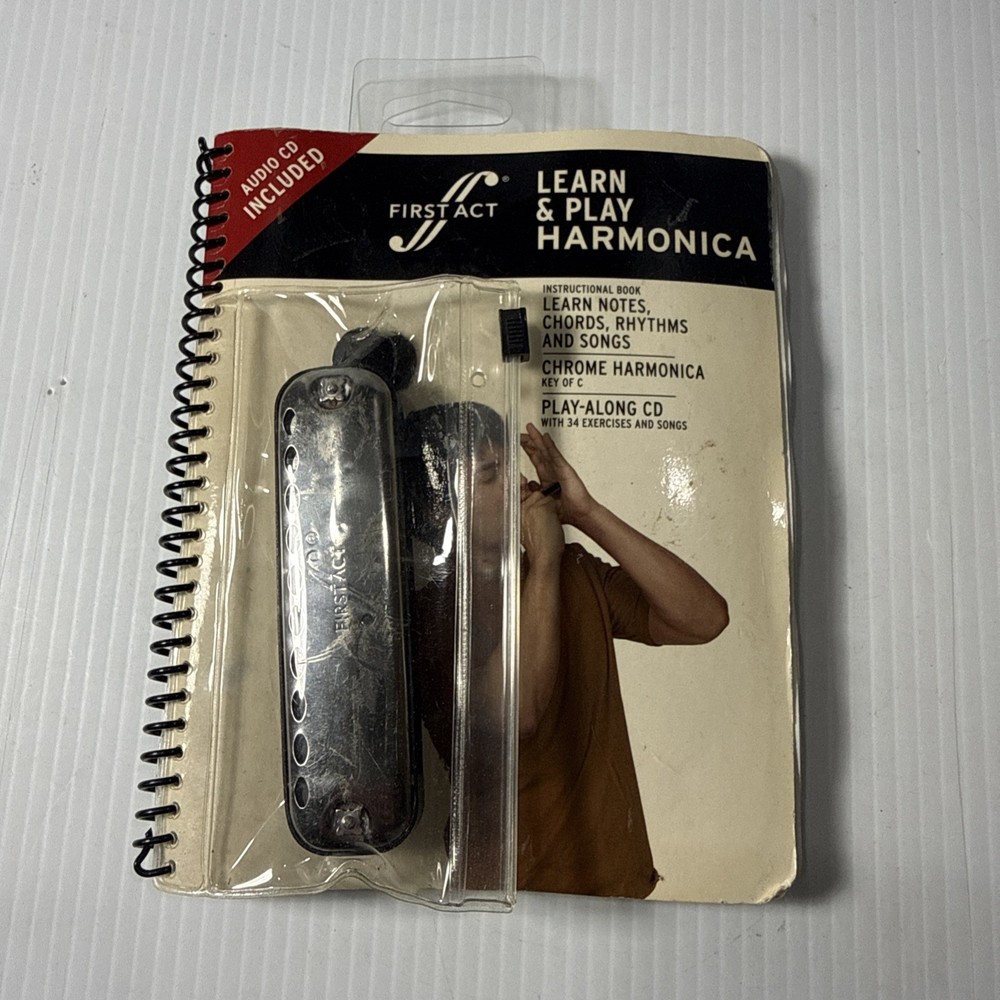 AUDIO CD
INCLUDED
FIRST ACT®
LEARN
& PLAY
HARMONICA
INSTRUCTIONAL BOOK
LEARN NOTES,
CHORDS, RHYTHMS
AND SONGS
CHROME HARMONICA
KEY OF C
PLAY-ALONG CD
WITH 34 EXERCISES AND SONGS
FIRST ACT